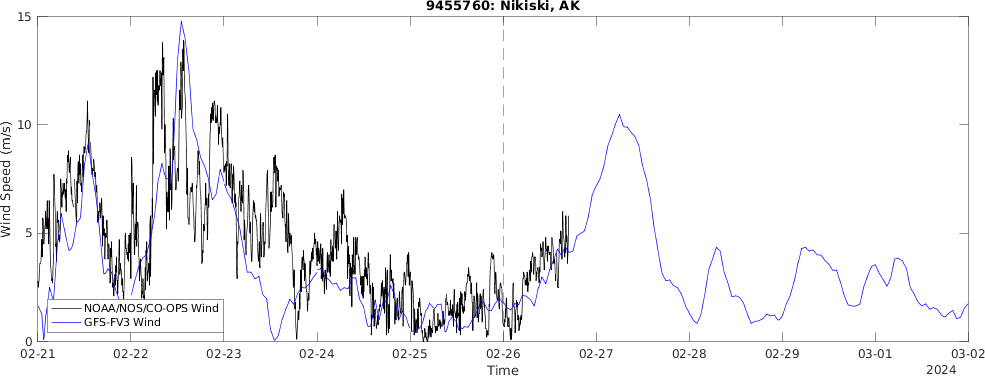 9455760: Nikiski, AK
Wind Speed (m/s)
15
10
5
0
NOAA/NOS/CO-OPS Wind
GFS-FV3 Wind
02-21 02-22 02-23 02-24 02-25 02-26 02-27 02-28 02-29 03-01 03-02
Time
2024